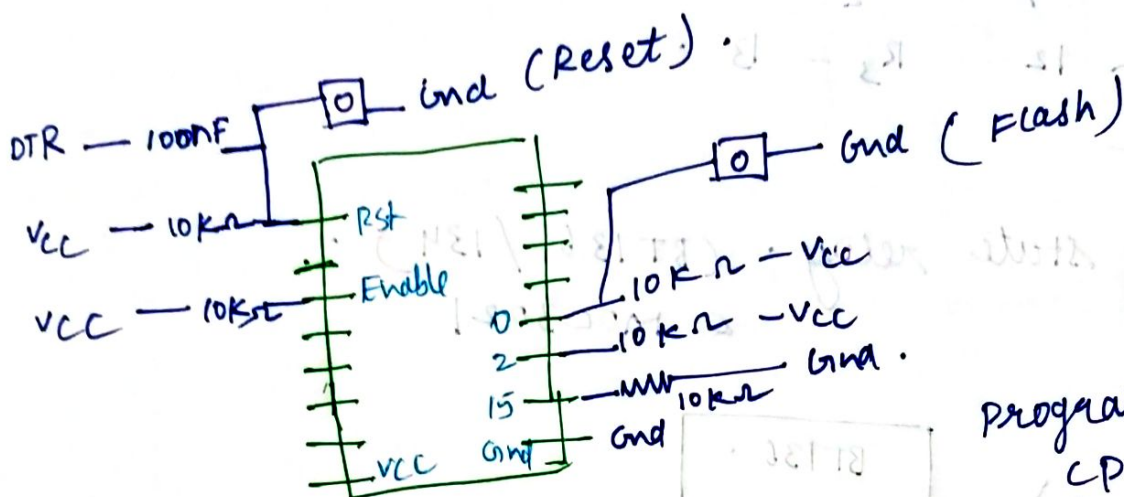 Gnd (Reset).
DTR — 100nF
Gnd (Flash)
VCC — 10KΩ
Rst
VCC — 10KΩ
Enable
0
10KΩ — VCC
2
10KΩ — VCC
15
10KΩ
Gnd.
VCC
Gnd
Gnd
Progra
CP